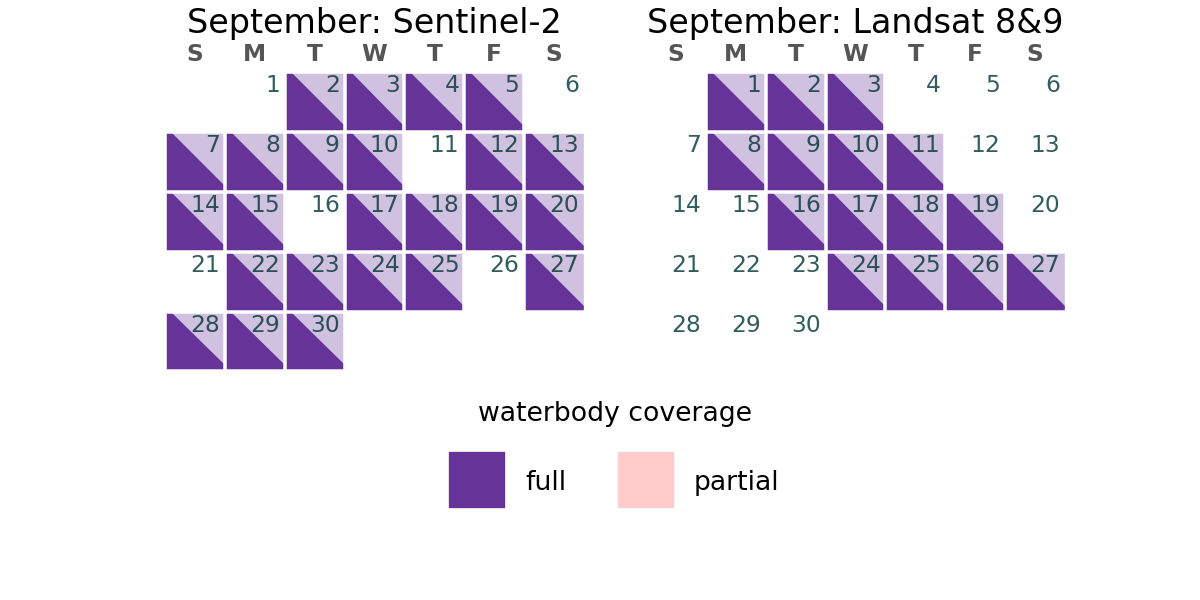 September: Sentinel-2
S M T W T F S
1 2 3 4 5 6
7 8 9 10 11 12 13
14 15 16 17 18 19 20
21 22 23 24 25 26 27
28 29 30
September: Landsat 8&9
S M T W T F S
1 2 3 4 5 6
7 8 9 10 11 12 13
14 15 16 17 18 19 20
21 22 23 24 25 26 27
28 29 30
waterbody coverage
full partial